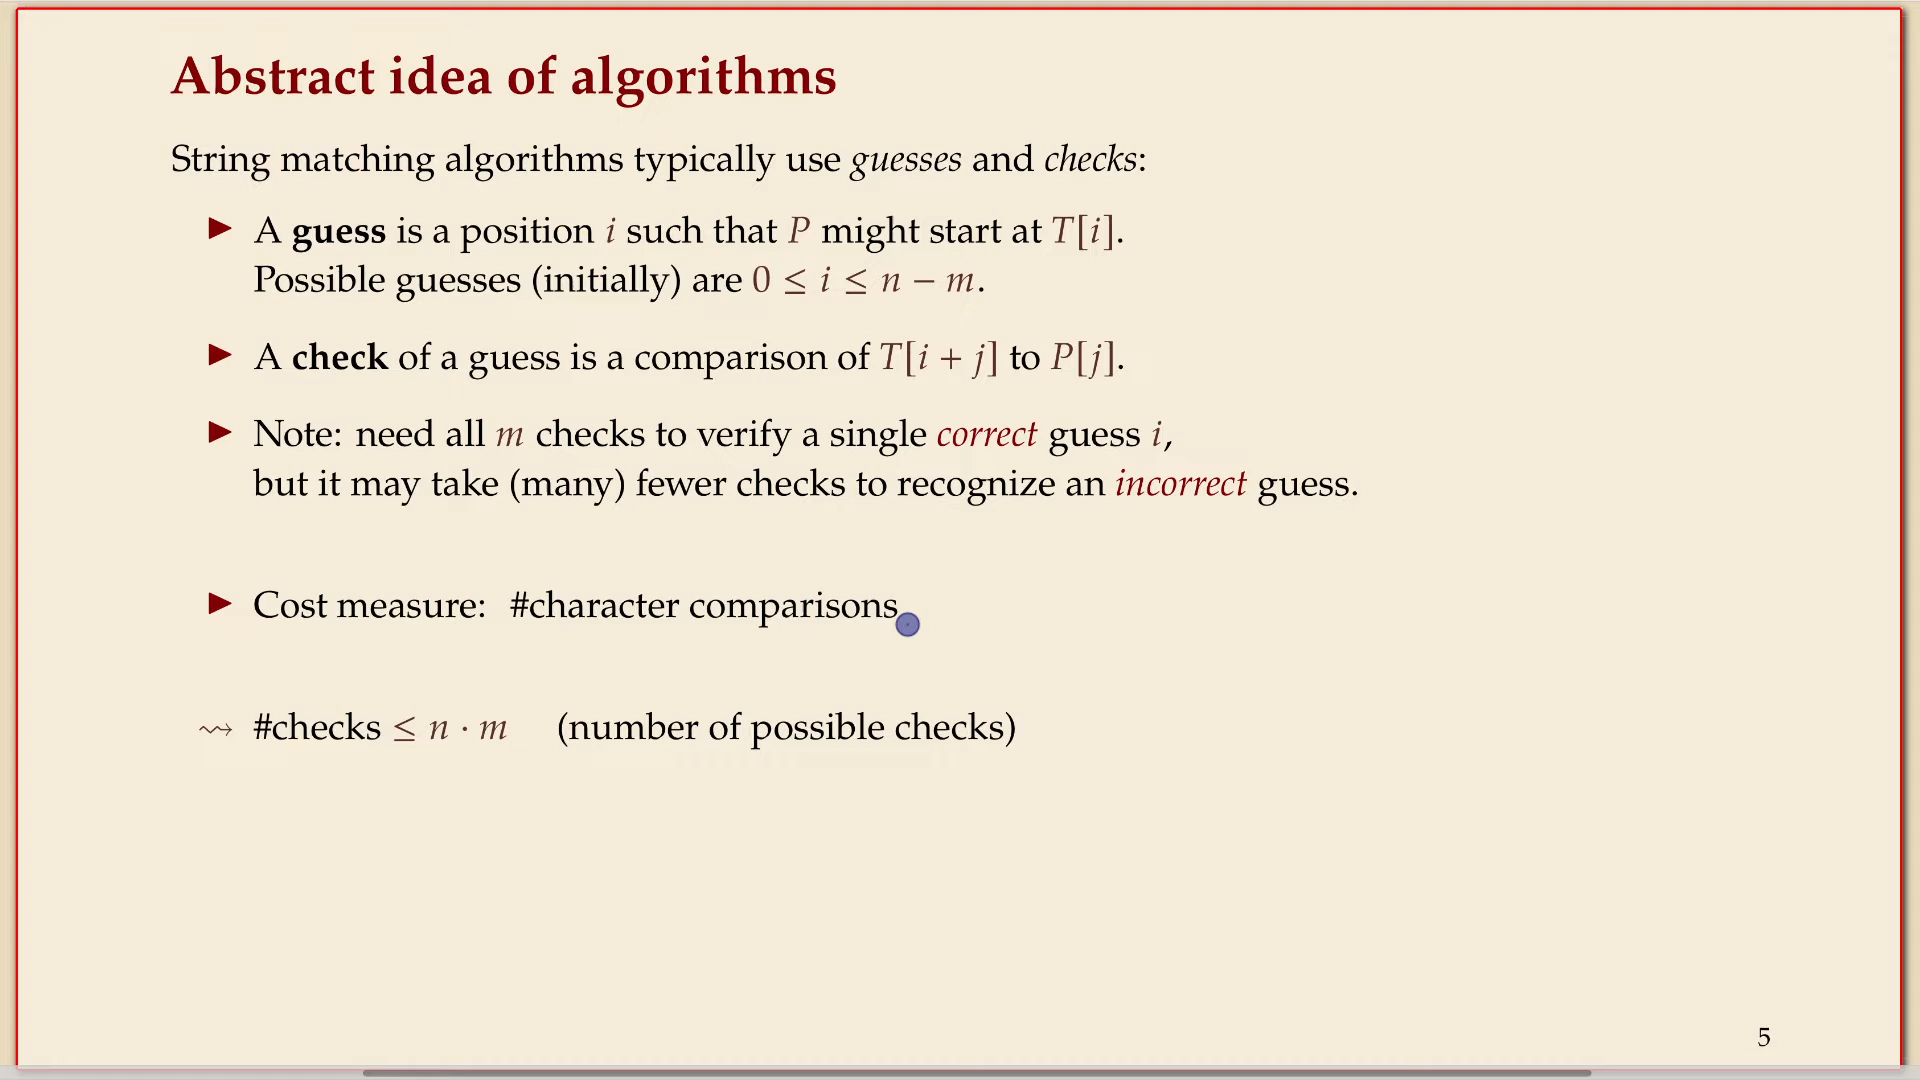 Abstract idea of algorithms
String matching algorithms typically use guesses and checks:
▶ A guess is a position i such that P might start at T[i].
Possible guesses (initially) are 0 ≤ i ≤ n − m.
▶ A check of a guess is a comparison of T[i + j] to P[j].
▶ Note: need all m checks to verify a single correct guess i,
but it may take (many) fewer checks to recognize an incorrect guess.
▶ Cost measure: #character comparisons
⇝ #checks ≤ n · m (number of possible checks)
5